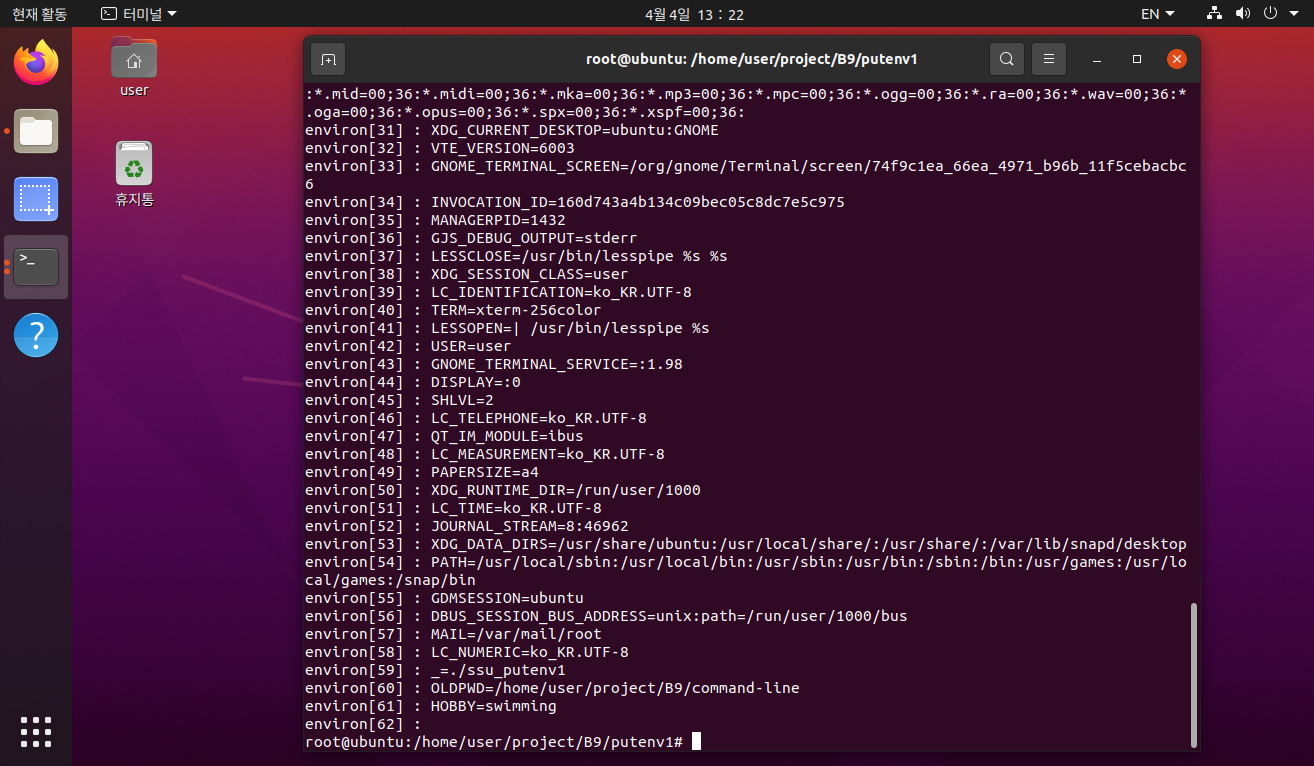 현재 활동 터미널 4월 4일 13 : 22 EN
user
휴지통
root@ubuntu: /home/user/project/B9/putenv1
:*.mid=00;36:*.midi=00;36:*.mka=00;36:*.mp3=00;36:*.mpc=00;36:*.ogg=00;36:*.ra=00;36:*.wav=00;36:*
.oga=00;36:*.opus=00;36:*.spx=00;36:*.xspf=00;36:
environ[31] : XDG_CURRENT_DESKTOP=ubuntu:GNOME
environ[32] : VTE_VERSION=6003
environ[33] : GNOME_TERMINAL_SCREEN=/org/gnome/Terminal/screen/74f9c1ea_66ea_4971_b96b_11f5cebacbc
6
environ[34] : INVOCATION_ID=160d743a4b134c09bec05c8dc7e5c975
environ[35] : MANAGERPID=1432
environ[36] : GJS_DEBUG_OUTPUT=stderr
environ[37] : LESSCLOSE=/usr/bin/lesspipe %s %s
environ[38] : XDG_SESSION_CLASS=user
environ[39] : LC_IDENTIFICATION=ko_KR.UTF-8
environ[40] : TERM=xterm-256color
environ[41] : LESSOPEN=| /usr/bin/lesspipe %s
environ[42] : USER=user
environ[43] : GNOME_TERMINAL_SERVICE=:1.98
environ[44] : DISPLAY=:0
environ[45] : SHLVL=2
environ[46] : LC_TELEPHONE=ko_KR.UTF-8
environ[47] : QT_IM_MODULE=ibus
environ[48] : LC_MEASUREMENT=ko_KR.UTF-8
environ[49] : PAPERSIZE=a4
environ[50] : XDG_RUNTIME_DIR=/run/user/1000
environ[51] : LC_TIME=ko_KR.UTF-8
environ[52] : JOURNAL_STREAM=8:46962
environ[53] : XDG_DATA_DIRS=/usr/share/ubuntu:/usr/local/share/:/usr/share/:/var/lib/snapd/desktop
environ[54] : PATH=/usr/local/sbin:/usr/local/bin:/usr/sbin:/usr/bin:/sbin:/bin:/usr/games:/usr/lo
cal/games:/snap/bin
environ[55] : GDMSESSION=ubuntu
environ[56] : DBUS_SESSION_BUS_ADDRESS=unix:path=/run/user/1000/bus
environ[57] : MAIL=/var/mail/root
environ[58] : LC_NUMERIC=ko_KR.UTF-8
environ[59] : _=./ssu_putenv1
environ[60] : OLDPWD=/home/user/project/B9/command-line
environ[61] : HOBBY=swimming
environ[62] :
root@ubuntu:/home/user/project/B9/putenv1#